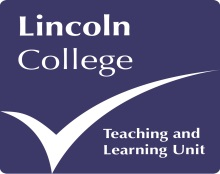 Lincoln
College
Teaching and
Learning Unit